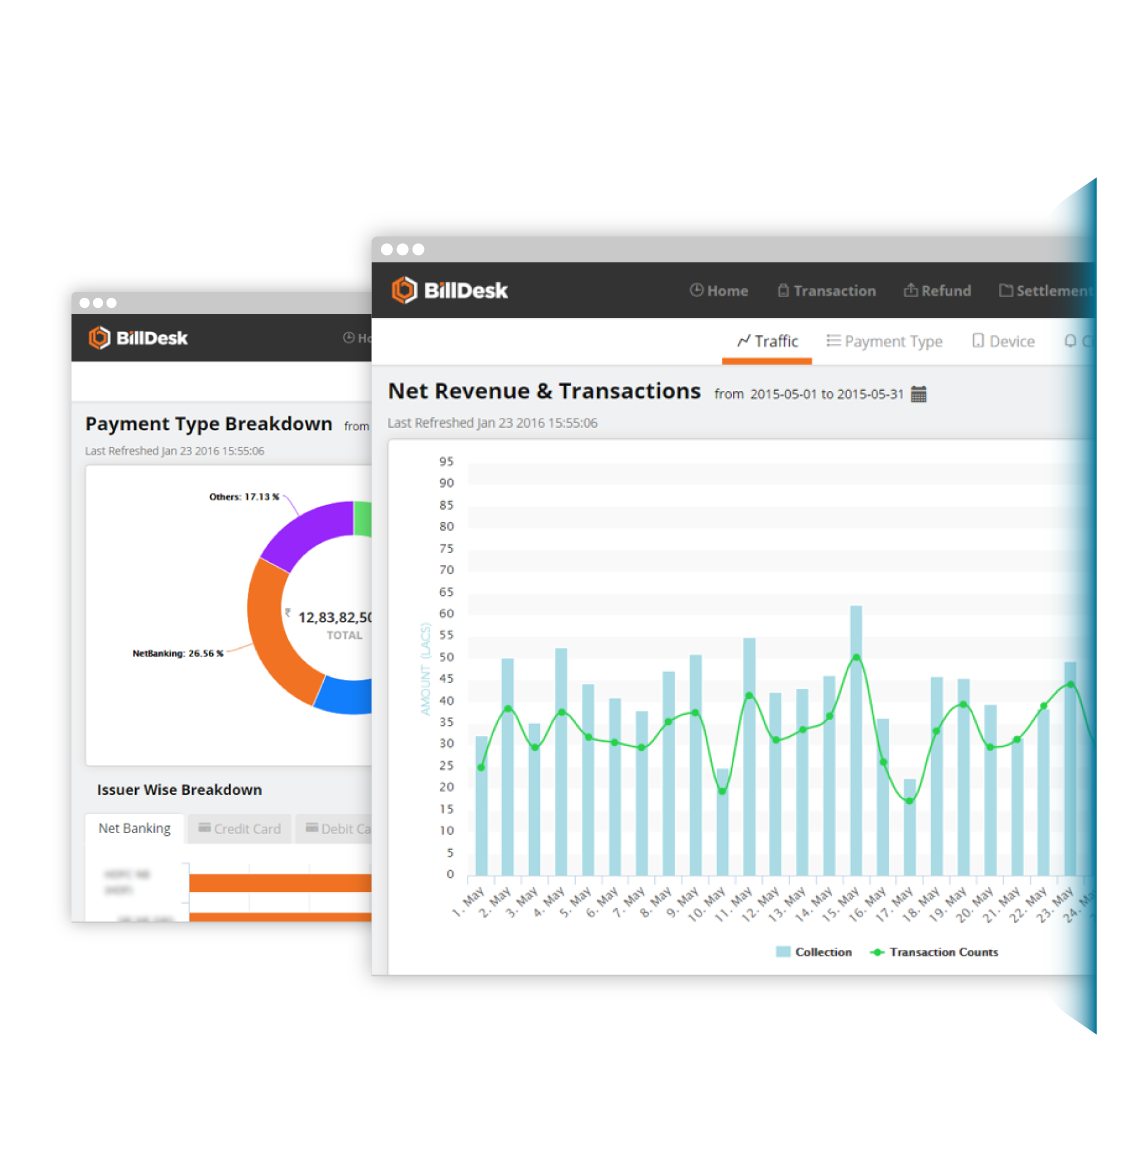 BillDesk
Home
Transaction
Refund
Settlement
Traffic
Payment Type
Device
Net Revenue & Transactions from 2015-05-01 to 2015-05-31
Last Refreshed Jan 23 2016 15:55:06
95
90
85
80
75
70
65
60
55
50
45
40
35
30
25
20
15
10
5
0
AMOUNT (LACS)
1. May
2. May
3. May
4. May
5. May
6. May
7. May
8. May
9. May
10. May
11. May
12. May
13. May
14. May
15. May
16. May
17. May
18. May
19. May
20. May
21. May
22. May
23. May
24. M
Collection
Transaction Counts
BillDesk
Ho
Payment Type Breakdown from
Last Refreshed Jan 23 2016 15:55:06
Others: 17.13 %
₹ 12,83,82,50
TOTAL
NetBanking: 26.56 %
Issuer Wise Breakdown
Net Banking
Credit Card
Debit Ca